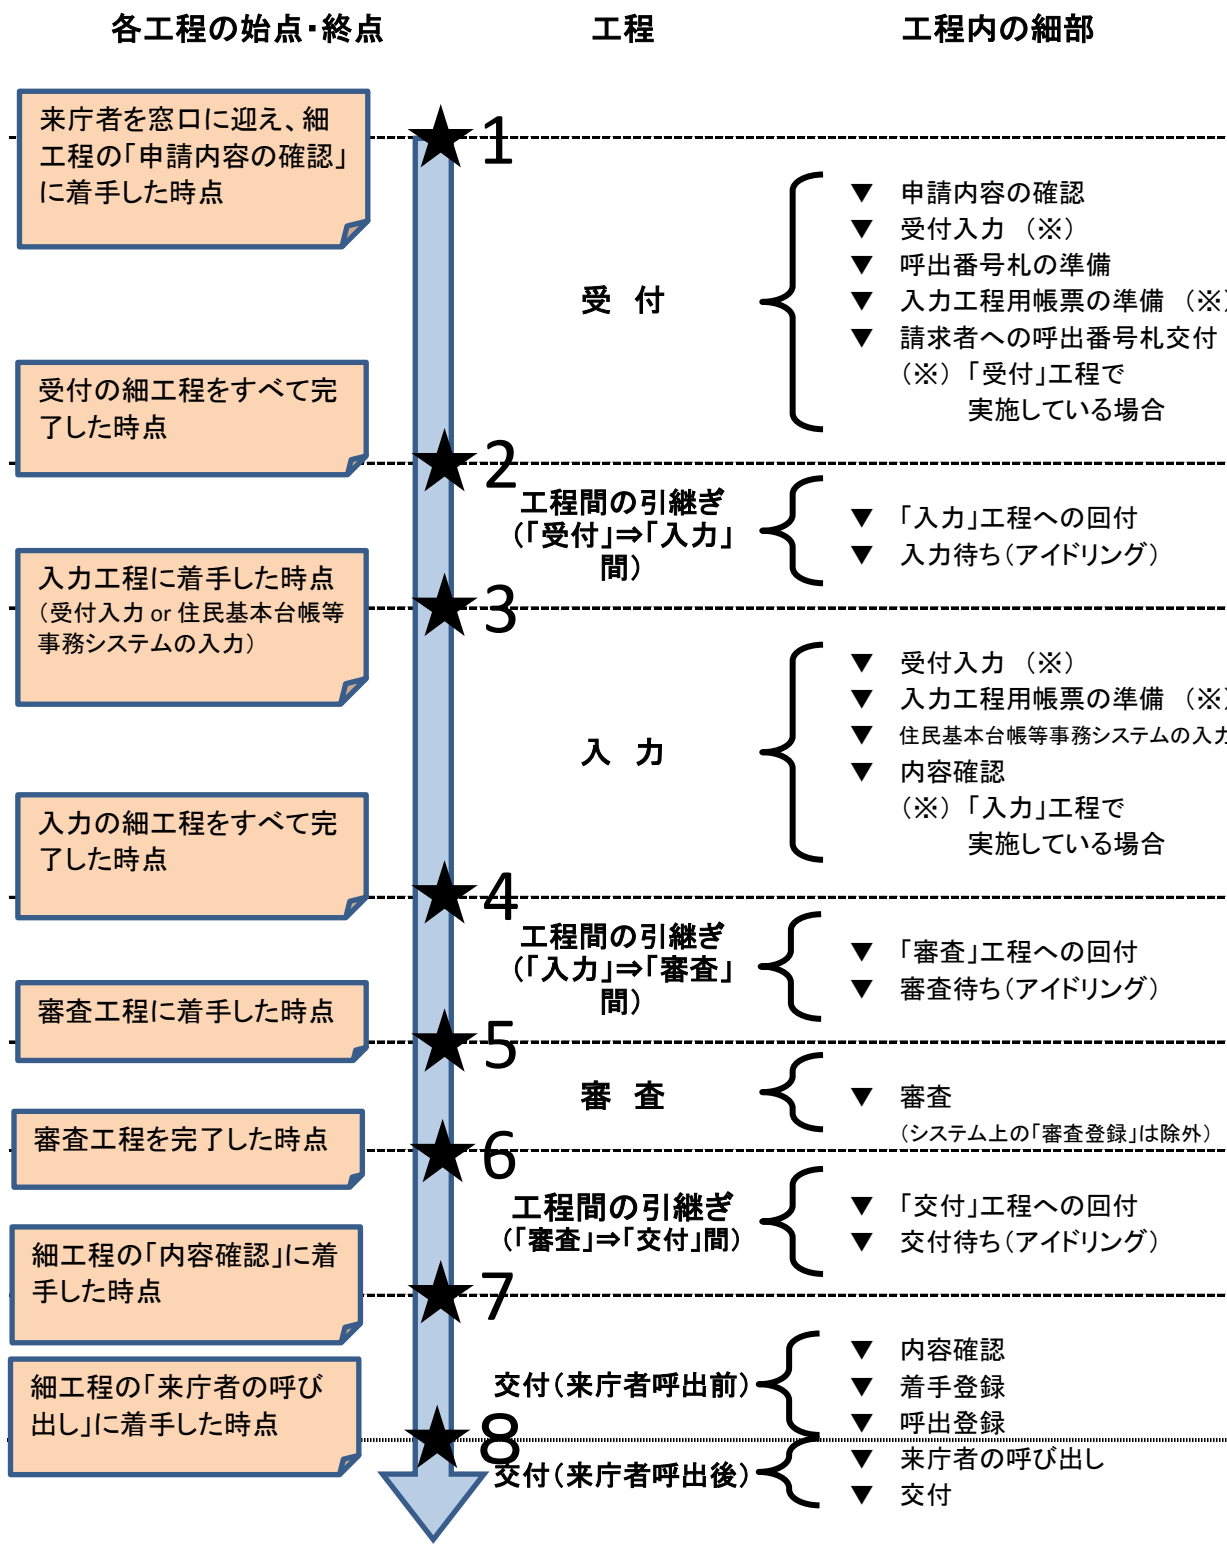 各工程の始点・終点
工程
工程内の細部
来庁者を窓口に迎え、細
工程の「申請内容の確認」
に着手した時点
1
受 付
▼ 申請内容の確認
▼ 受付入力 （※）
▼ 呼出番号札の準備
▼ 入力工程用帳票の準備 （※）
▼ 請求者への呼出番号札交付
（※）「受付」工程で
実施している場合
受付の細工程をすべて完
了した時点
2
工程間の引継ぎ
（「受付」⇒「入力」
間）
▼ 「入力」工程への回付
▼ 入力待ち（アイドリング）
入力工程に着手した時点
（受付入力 or 住民基本台帳等
事務システムの入力）
3
入 力
▼ 受付入力 （※）
▼ 入力工程用帳票の準備 （※）
▼ 住民基本台帳等事務システムの入力
▼ 内容確認
（※）「入力」工程で
実施している場合
入力の細工程をすべて完
了した時点
4
工程間の引継ぎ
（「入力」⇒「審査」
間）
▼ 「審査」工程への回付
▼ 審査待ち（アイドリング）
審査工程に着手した時点
5
審 査
▼ 審査
（システム上の「審査登録」は除外）
審査工程を完了した時点
6
工程間の引継ぎ
（「審査」⇒「交付」間）
▼ 「交付」工程への回付
▼ 交付待ち（アイドリング）
細工程の「内容確認」に着
手した時点
7
交付（来庁者呼出前）
▼ 内容確認
▼ 着手登録
▼ 呼出登録
細工程の「来庁者の呼び
出し」に着手した時点
8
交付（来庁者呼出後）
▼ 来庁者の呼び出し
▼ 交付